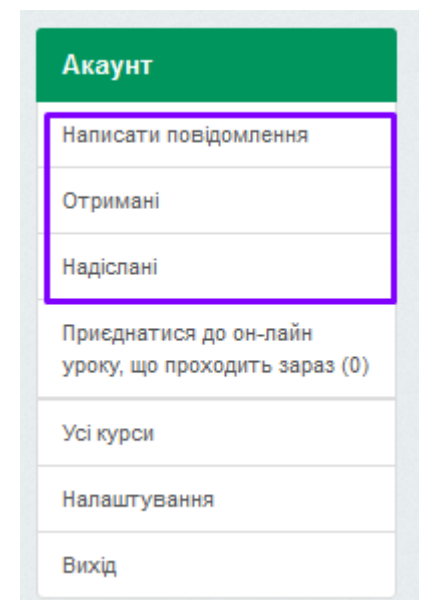 Акаунт
Написати повідомлення
Отримані
Надіслані
Приєднатися до он-лайн
уроку, що проходить зараз (0)
Усі курси
Налаштування
Вихід